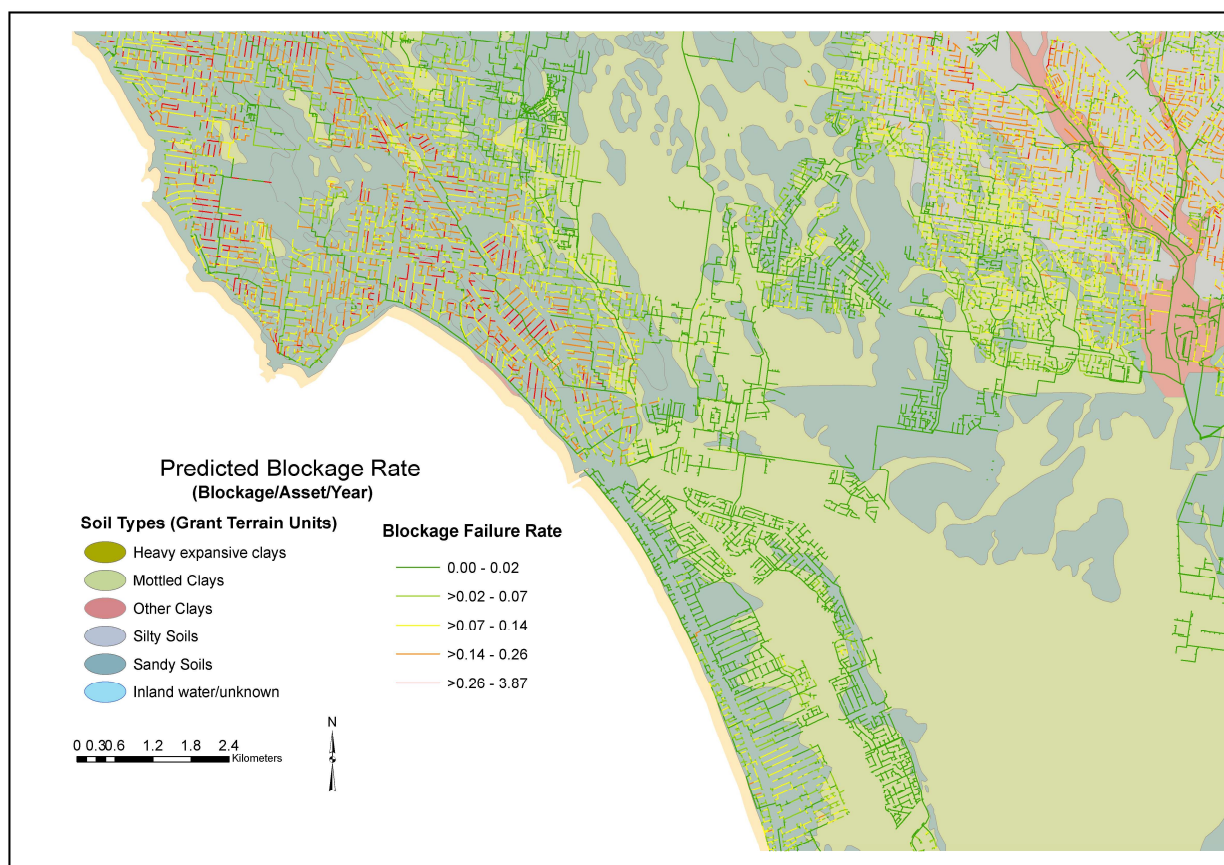 Predicted Blockage Rate
(Blockage/Asset/Year)
Soil Types (Grant Terrain Units)
Heavy expansive clays
Mottled Clays
Other Clays
Silty Soils
Sandy Soils
Inland water/unknown
Blockage Failure Rate
0.00 - 0.02
>0.02 - 0.07
>0.07 - 0.14
>0.14 - 0.26
>0.26 - 3.87
0 0.30.6 1.2 1.8 2.4
Kilometers
N